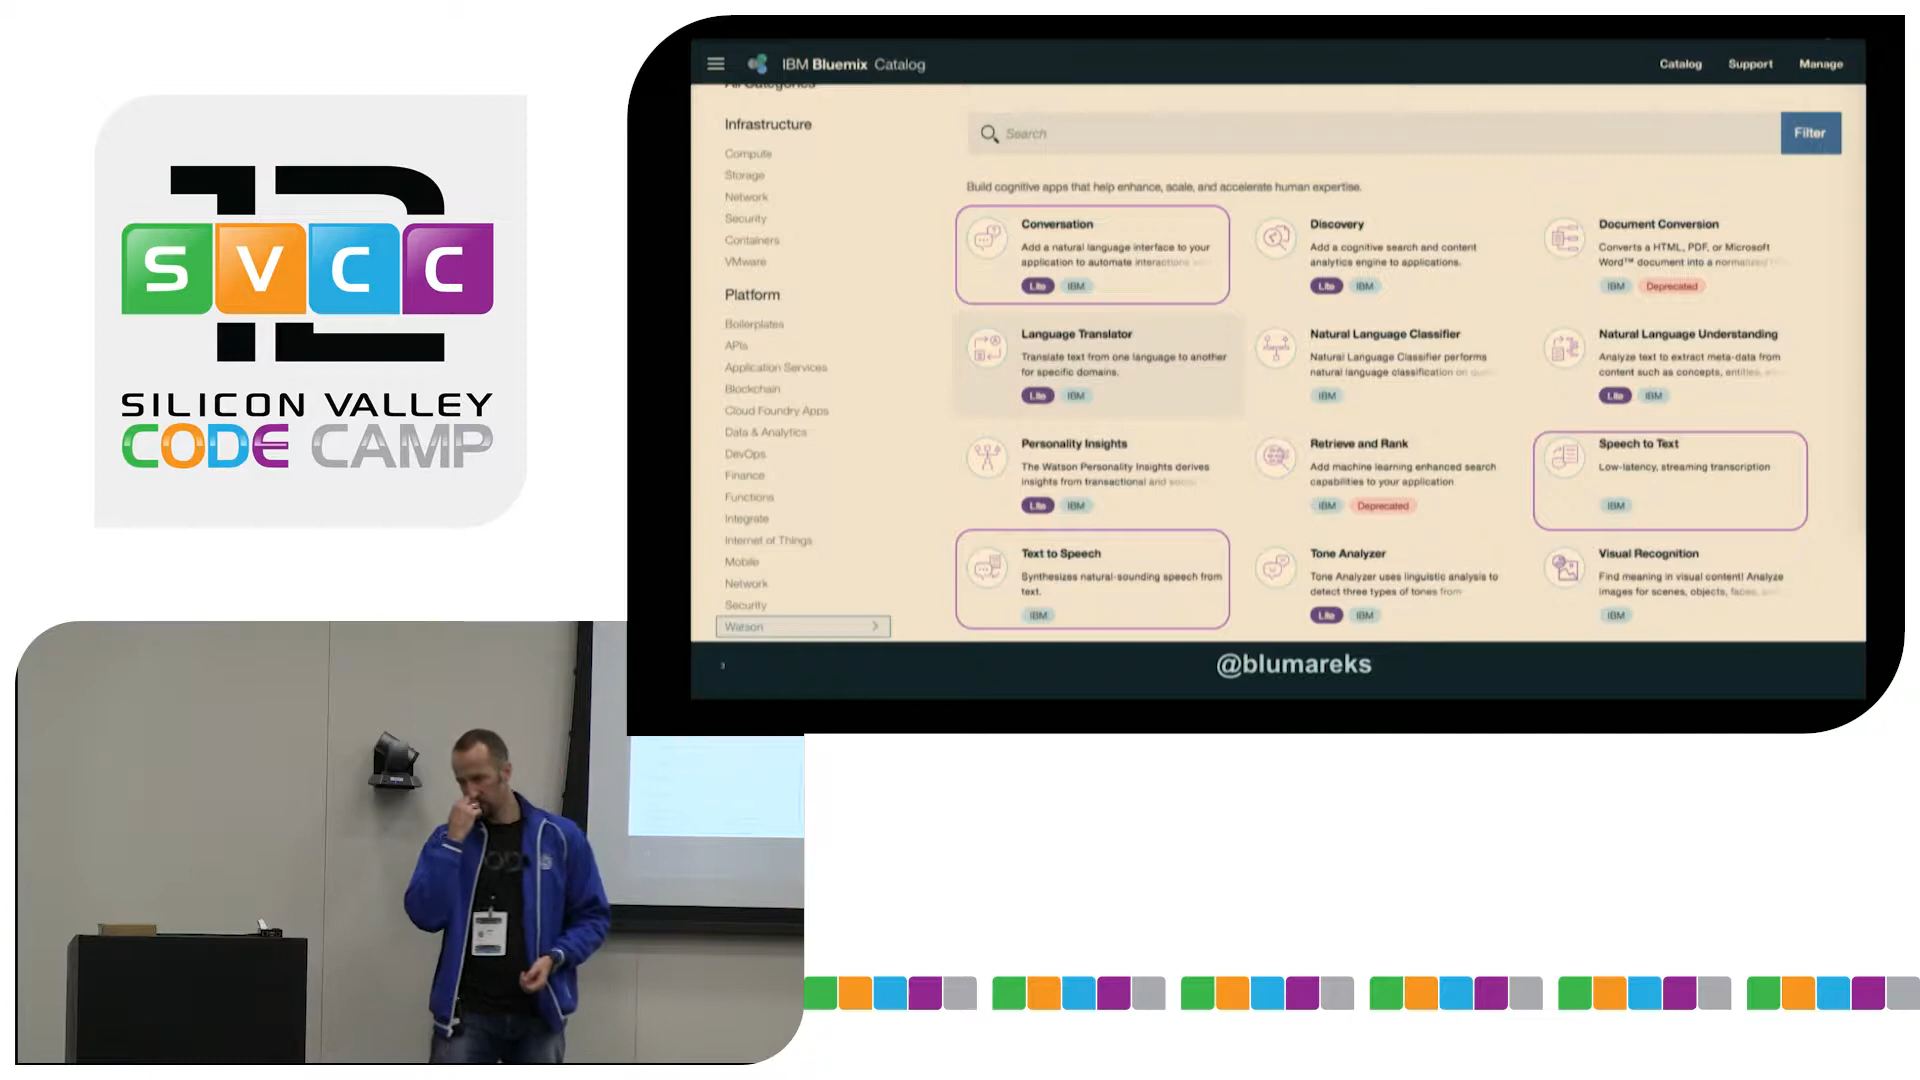 12
SVCC
SILICON VALLEY
CODE CAMP
IBM Bluemix Catalog
Catalog Support Manage
All Categories
Infrastructure
Compute
Storage
Network
Security
Containers
VMware
Platform
Boilerplates
APIs
Application Services
Blockchain
Cloud Foundry Apps
Data & Analytics
DevOps
Finance
Functions
Integrate
Internet of Things
Mobile
Network
Security
Watson
Search
Filter
Build cognitive apps that help enhance, scale, and accelerate human expertise.
Conversation
Add a natural language interface to your
application to automate interactions
Lite IBM
Discovery
Add a cognitive search and content
analytics engine to applications.
Lite IBM
Document Conversion
Converts a HTML, PDF, or Microsoft
Word™ document into a normalized
IBM Deprecated
Language Translator
Translate text from one language to another
for specific domains.
Lite IBM
Natural Language Classifier
Natural Language Classifier performs
natural language classification on
IBM
Natural Language Understanding
Analyze text to extract meta-data from
content such as concepts, entities,
Lite IBM
Personality Insights
The Watson Personality Insights derives
insights from transactional and social
Lite IBM
Retrieve and Rank
Add machine learning enhanced search
capabilities to your application
IBM Deprecated
Speech to Text
Low-latency, streaming transcription
IBM
Text to Speech
Synthesizes natural-sounding speech from
text.
IBM
Tone Analyzer
Tone Analyzer uses linguistic analysis to
detect three types of tones from
Lite IBM
Visual Recognition
Find meaning in visual content! Analyze
images for scenes, objects, faces,
IBM
3
@blumareks